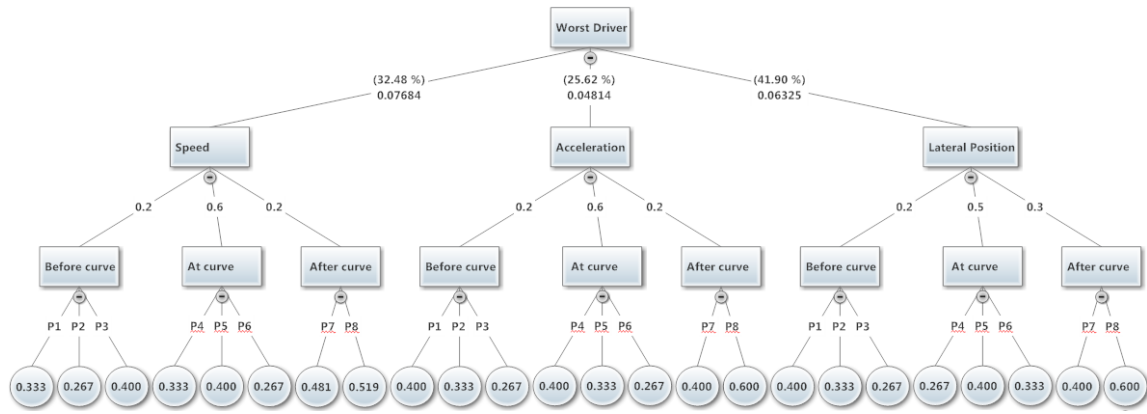 Worst Driver
(32.48 %) (25.62 %) (41.90 %)
0.07684 0.04814 0.06325
Speed Acceleration Lateral Position
0.2 0.6 0.2 0.2 0.6 0.2 0.2 0.5 0.3
Before curve At curve After curve Before curve At curve After curve Before curve At curve After curve
P1 P2 P3 P4 P5 P6 P7 P8 P1 P2 P3 P4 P5 P6 P7 P8 P1 P2 P3 P4 P5 P6 P7 P8
0.333 0.267 0.400 0.333 0.400 0.267 0.481 0.519 0.400 0.333 0.267 0.400 0.333 0.267 0.400 0.600 0.400 0.333 0.267 0.267 0.400 0.333 0.400 0.600